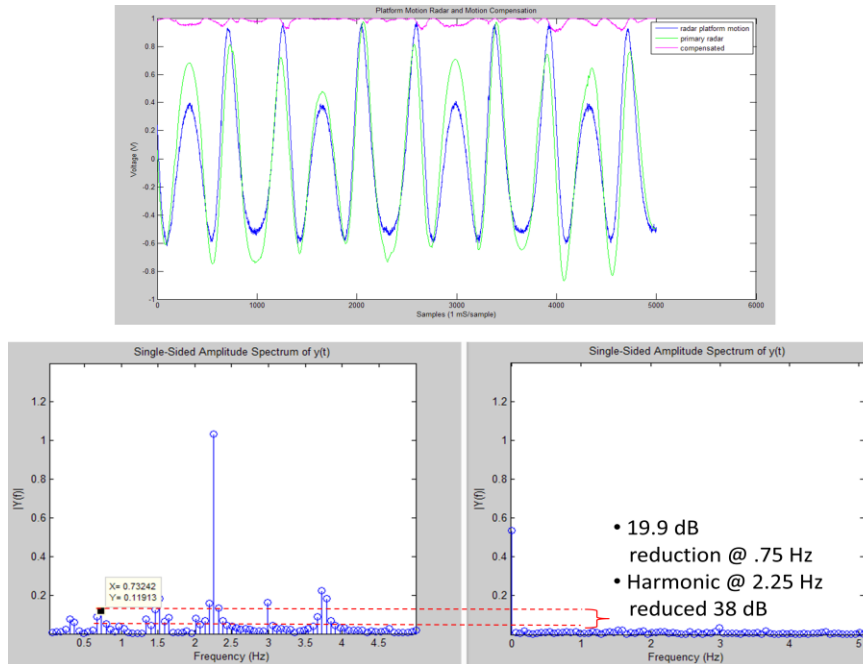 Platform Motion Radar and Motion Compensation
radar platform motion
primary radar
compensated
1
0.8
0.6
0.4
0.2
0
-0.2
-0.4
-0.6
-0.8
-1
Voltage (V)
0
1000
2000
3000
4000
5000
6000
Samples (1 mS/sample)
Single-Sided Amplitude Spectrum of y(t)
1.2
1
0.8
0.6
0.4
0.2
|Y(f)|
X= 0.73242
Y= 0.11913
0.5
1
1.5
2
2.5
3
3.5
4
4.5
Frequency (Hz)
Single-Sided Amplitude Spectrum of y(t)
1.2
1
0.8
0.6
0.4
0.2
|Y(f)|
• 19.9 dB
reduction @ .75 Hz
• Harmonic @ 2.25 Hz
reduced 38 dB
0
1
2
3
4
5
Frequency (Hz)